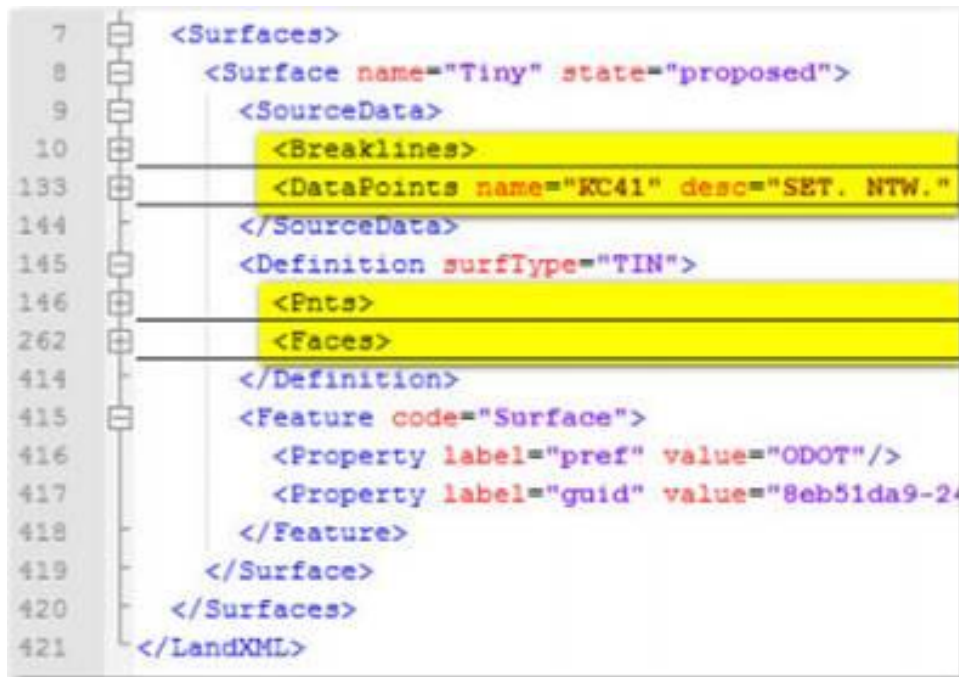 7 <Surfaces>
8 <Surface name="Tiny" state="proposed">
9 <SourceData>
10 <Breaklines>
133 <DataPoints name="KC41" desc="SET. NTW."
144 </SourceData>
145 <Definition surfType="TIN">
146 <Pnts>
262 <Faces>
414 </Definition>
415 <Feature code="Surface">
416 <Property label="pref" value="ODOT"/>
417 <Property label="guid" value="8eb51da9-24
418 </Feature>
419 </Surface>
420 </Surfaces>
421 </LandXML>